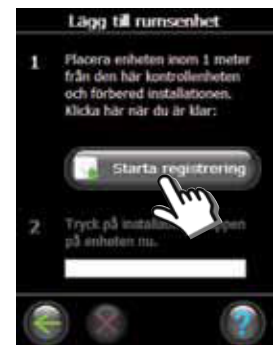 Lägg till rumsenhet
1 Placera enheten inom 1 meter
från den här kontrollenheten
och förbered installationen.
Klicka här när du är klar:
Starta registrering
2 Tryck på
på enheten nu.
?